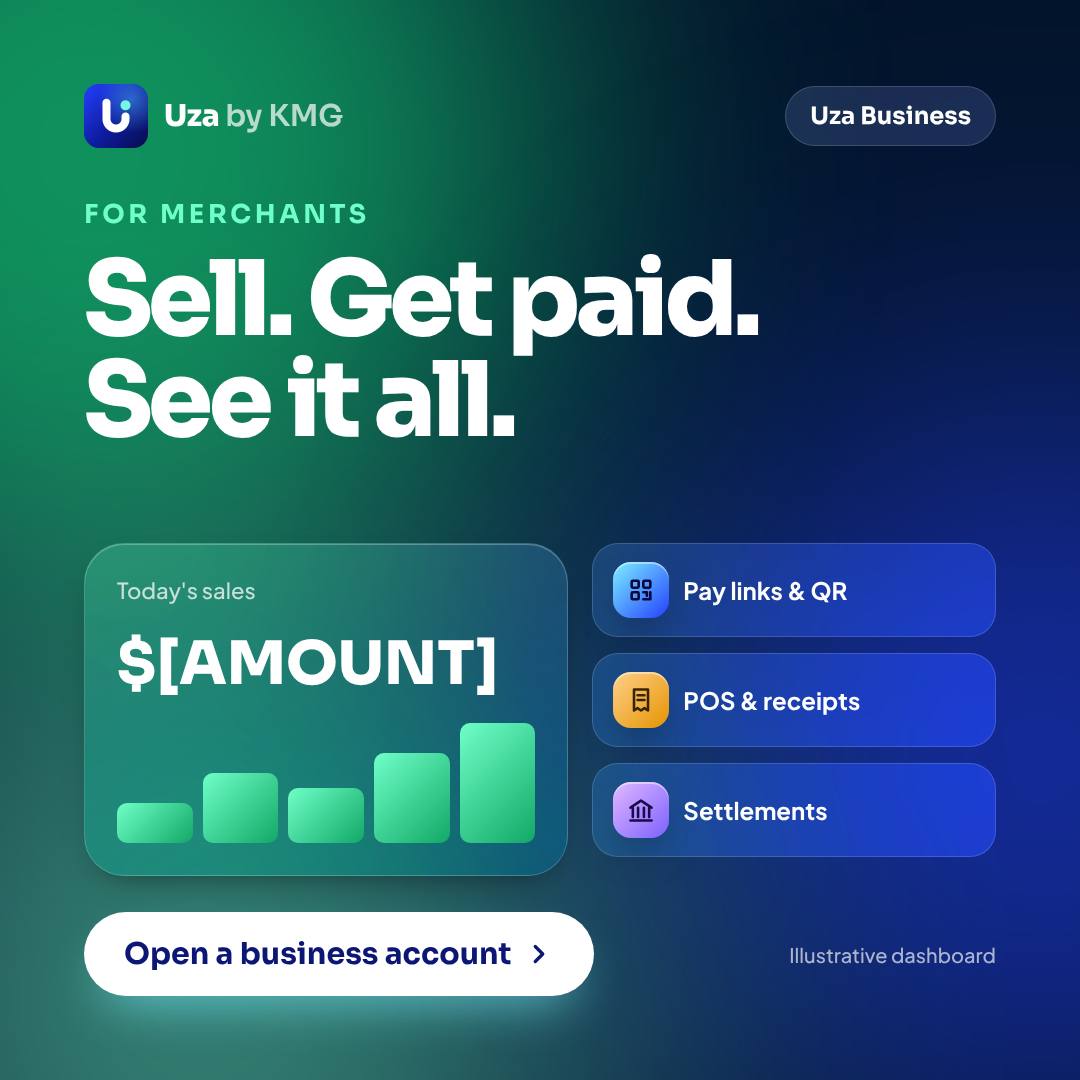 Uza by KMG
Uza Business
FOR MERCHANTS
Sell. Get paid.
See it all.
Today's sales
$[AMOUNT]
Pay links & QR
POS & receipts
Settlements
Open a business account
Illustrative dashboard